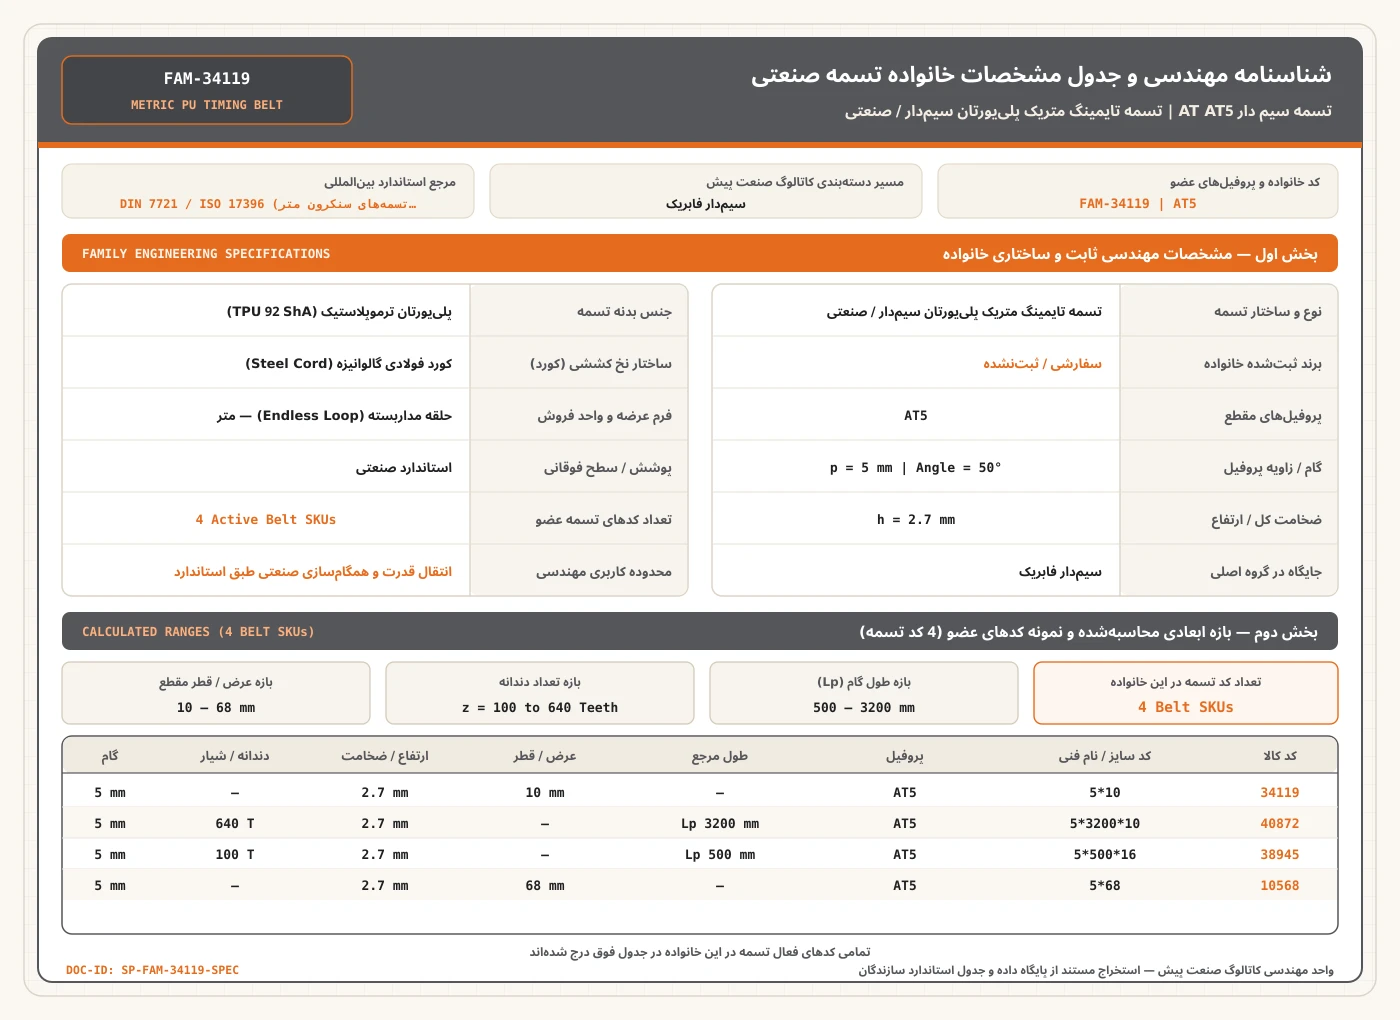 شناسنامه مهندسی و جدول مشخصات خانواده تسمه صنعتی
تسمه سیم دار AT AT5 | تسمه تایمینگ متریک پلی‌یورتان سیم‌دار / صنعتی
FAM-34119
METRIC PU TIMING BELT
کد خانواده و پروفیل‌های عضو
FAM-34119 | AT5
مسیر دسته‌بندی کاتالوگ صنعت پیش
سیم‌دار فابریک
مرجع استاندارد بین‌المللی
DIN 7721 / ISO 17396 (تسمه‌های سنکرون متر…
بخش اول — مشخصات مهندسی ثابت و ساختاری خانواده
FAMILY ENGINEERING SPECIFICATIONS
نوع و ساختار تسمه
تسمه تایمینگ متریک پلی‌یورتان سیم‌دار / صنعتی
برند ثبت‌شده خانواده
سفارشی / ثبت‌نشده
پروفیل‌های مقطع
AT5
گام / زاویه پروفیل
p = 5 mm | Angle = 50°
ضخامت کل / ارتفاع
h = 2.7 mm
جایگاه در گروه اصلی
سیم‌دار فابریک
جنس بدنه تسمه
پلی‌یورتان ترموپلاستیک (TPU 92 ShA)
ساختار نخ کششی (کورد)
کورد فولادی گالوانیزه (Steel Cord)
فرم عرضه و واحد فروش
حلقه مداربسته (Endless Loop) — متر
پوشش / سطح فوقانی
استاندارد صنعتی
تعداد کدهای تسمه عضو
4 Active Belt SKUs
محدوده کاربری مهندسی
انتقال قدرت و همگام‌سازی صنعتی طبق استاندارد
بخش دوم — بازه ابعادی محاسبه‌شده و نمونه کدهای عضو (4 کد تسمه)
CALCULATED RANGES (4 BELT SKUs)
تعداد کد تسمه در این خانواده
4 Belt SKUs
بازه طول گام (Lp)
500 – 3200 mm
بازه تعداد دندانه
z = 100 to 640 Teeth
بازه عرض / قطر مقطع
10 – 68 mm
کد کالا	کد سایز / نام فنی	پروفیل	طول مرجع	عرض / قطر	ارتفاع / ضخامت	دندانه / شیار	گام
34119	5*10	AT5	–	10 mm	2.7 mm	–	5 mm
40872	5*3200*10	AT5	Lp 3200 mm	–	2.7 mm	640 T	5 mm
38945	5*500*16	AT5	Lp 500 mm	–	2.7 mm	100 T	5 mm
10568	5*68	AT5	–	68 mm	2.7 mm	–	5 mm
تمامی کدهای فعال تسمه در این خانواده در جدول فوق درج شده‌اند
واحد مهندسی کاتالوگ صنعت پیش — استخراج مستند از پایگاه داده و جدول استاندارد سازندگان
DOC-ID: SP-FAM-34119-SPEC